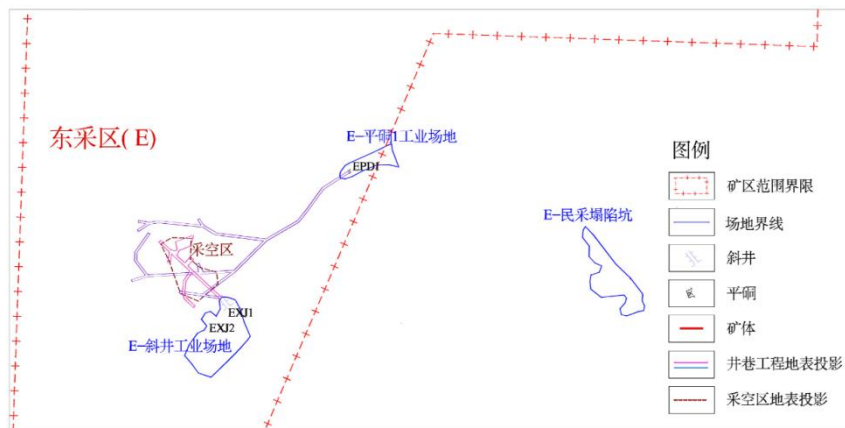 东采区( E)
E-平硐1工业场地
EPD1
采空区
EXJ1
EXJ2
E-斜井工业场地
E-民采塌陷坑
图例
矿区范围界限
场地界线
斜井
平硐
矿体
井巷工程地表投影
采空区地表投影